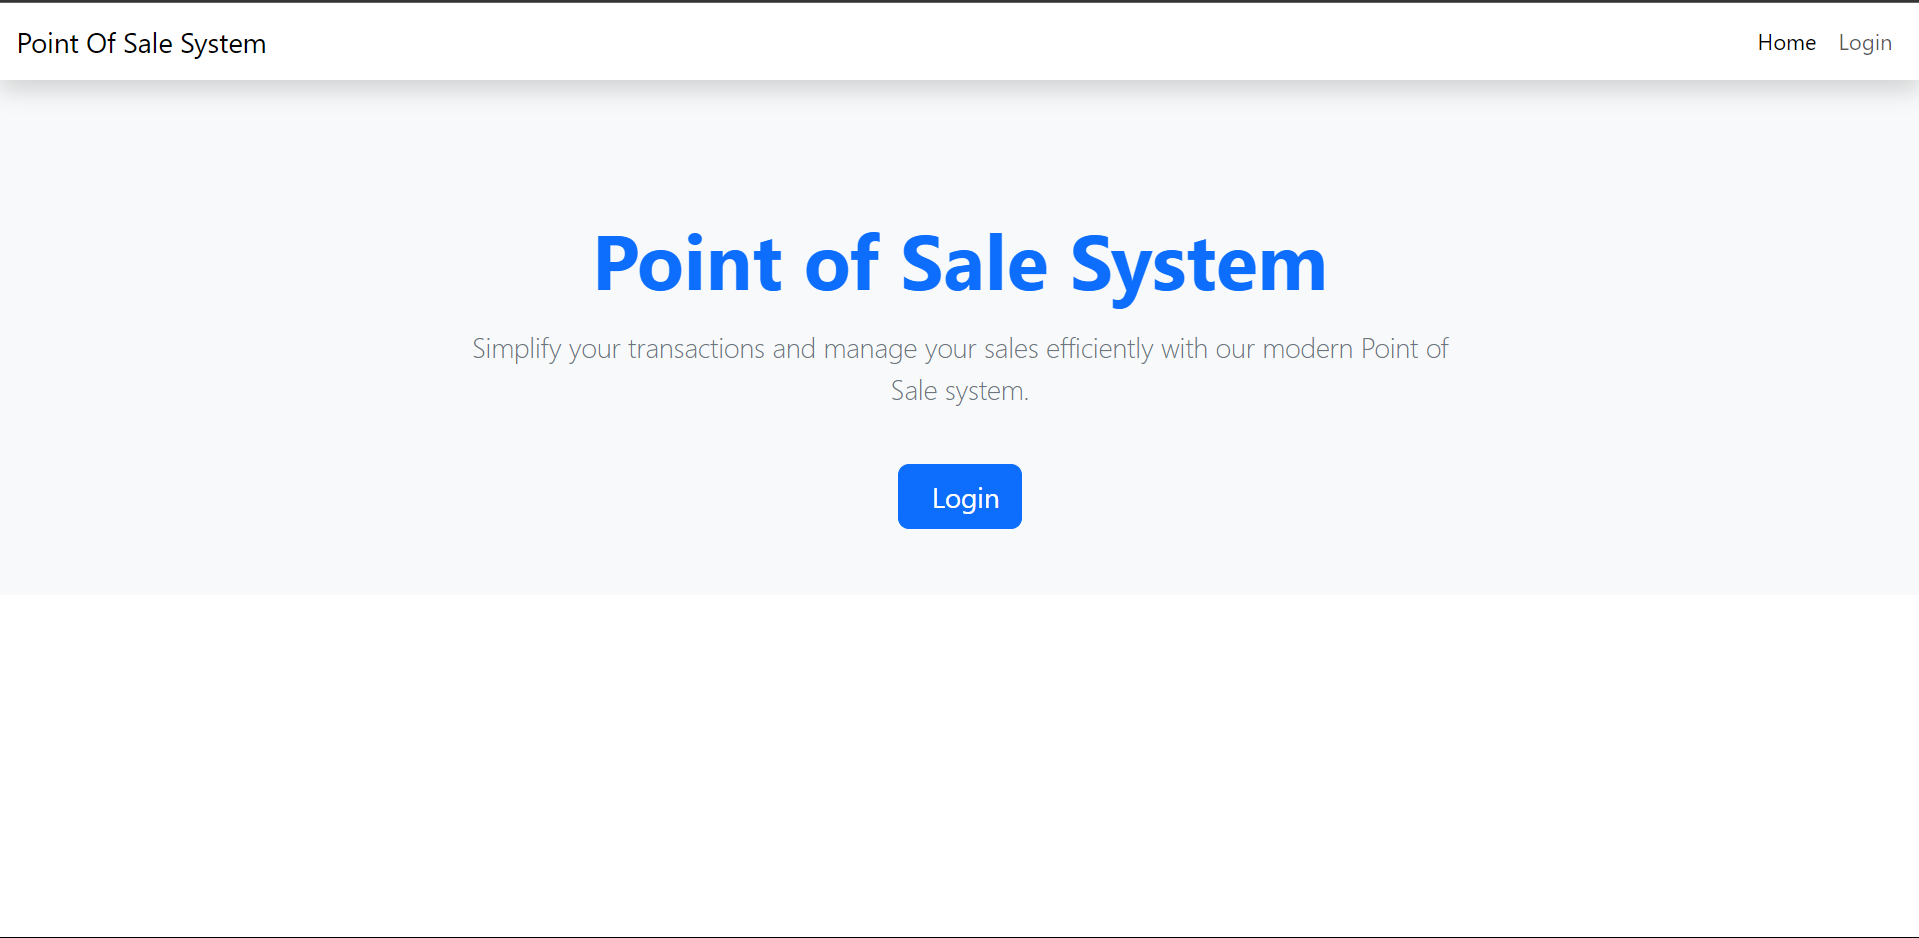 Point Of Sale System
Home Login
Point of Sale System
Simplify your transactions and manage your sales efficiently with our modern Point of
Sale system.
Login